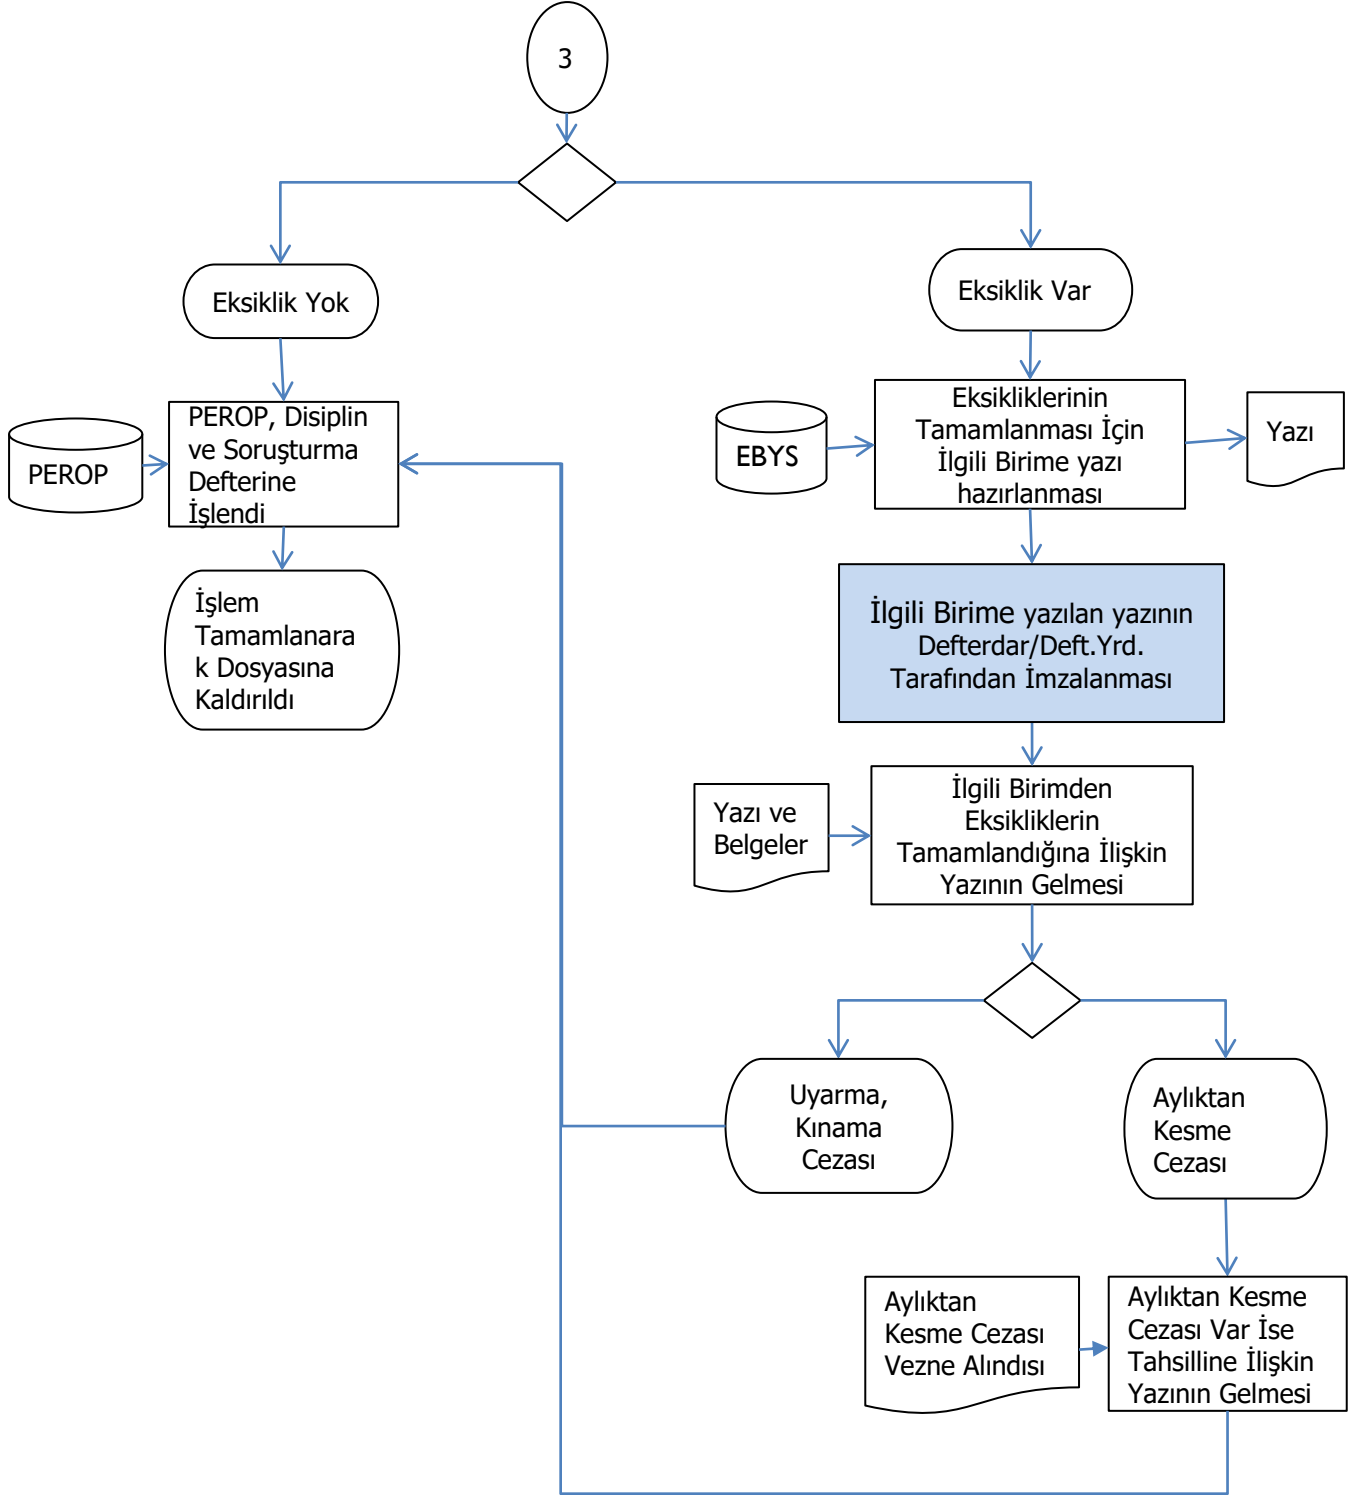 3
Eksiklik Yok
Eksiklik Var
PEROP
PEROP, Disiplin
ve Soruşturma
Defterine
İşlendi
EBYS
Eksikliklerinin
Tamamlanması İçin
İlgili Birime yazı
hazırlanması
Yazı
İşlem
Tamamlanara
k Dosyasına
Kaldırıldı
İlgili Birime yazılan yazının
Defterdar/Deft.Yrd.
Tarafından İmzalanması
Yazı ve
Belgeler
İlgili Birimden
Eksikliklerin
Tamamlandığına İlişkin
Yazının Gelmesi
Uyarma,
Kınama
Cezası
Aylıktan
Kesme
Cezası
Aylıktan
Kesme Cezası
Vezne Alındısı
Aylıktan Kesme
Cezası Var İse
Tahsilline İlişkin
Yazının Gelmesi